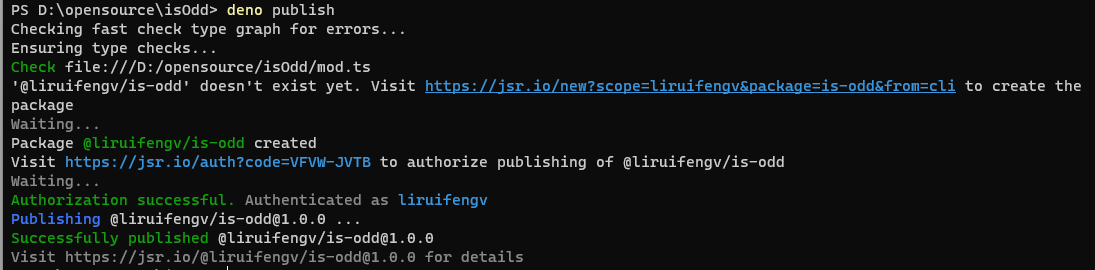 PS D:\opensource\isOdd> deno publish
Checking fast check type graph for errors...
Ensuring type checks...
Check file:///D:/opensource/isOdd/mod.ts
'@liruifengv/is-odd' doesn't exist yet. Visit https://jsr.io/new?scope=liruifengv&package=is-odd&from=cli to create the
package
Waiting...
Package @liruifengv/is-odd created
Visit https://jsr.io/auth?code=VFVW-JVTB to authorize publishing of @liruifengv/is-odd
Waiting...
Authorization successful. Authenticated as liruifengv
Publishing @liruifengv/is-odd@1.0.0 ...
Successfully published @liruifengv/is-odd@1.0.0
Visit https://jsr.io/@liruifengv/is-odd@1.0.0 for details